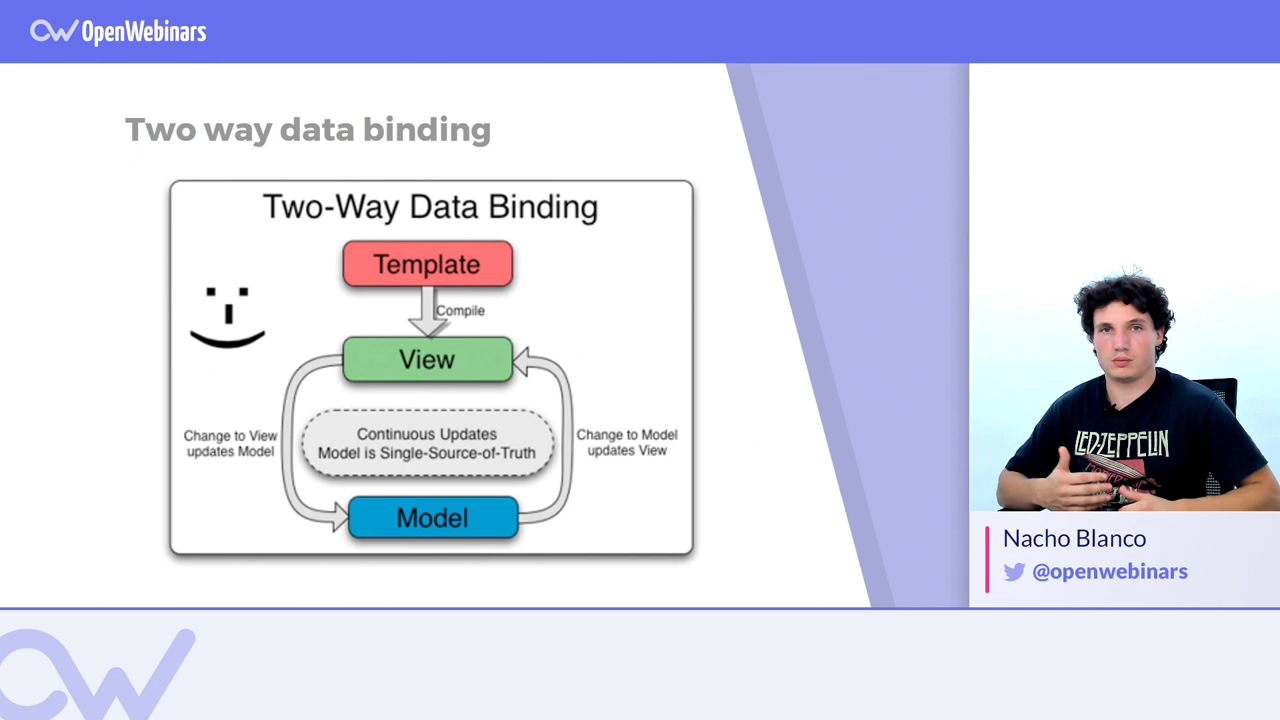 OpenWebinars
Two way data binding
Two-Way Data Binding
Template
Compile
View
Change to View
updates Model
Continuous Updates
Model is Single-Source-of-Truth
Change to Model
updates View
Model
LED ZEPPELIN
Nacho Blanco
@openwebinars